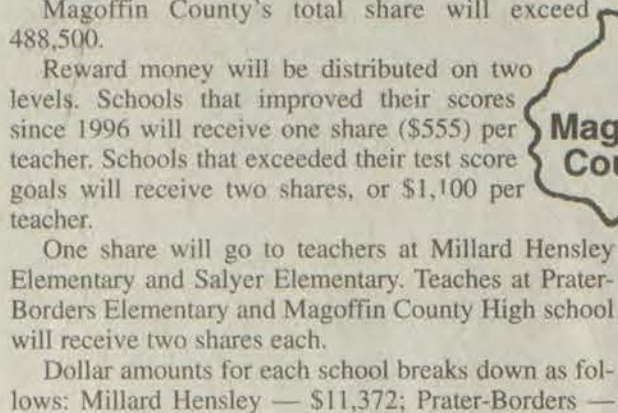 Magoffin County's total share will exceed
488,500.
Reward money will be distributed on two
levels. Schools that improved their scores
since 1996 will receive one share ($555) per
teacher. Schools that exceeded their test score
goals will receive two shares, or $1,100 per
teacher.
Mag
Cou
One share will go to teachers at Millard Hensley
Elementary and Salyer Elementary. Teaches at Prater-
Borders Elementary and Magoffin County High school
will receive two shares each.
Dollar amounts for each school breaks down as fol-
lows: Millard Hensley — $11,372; Prater-Borders —